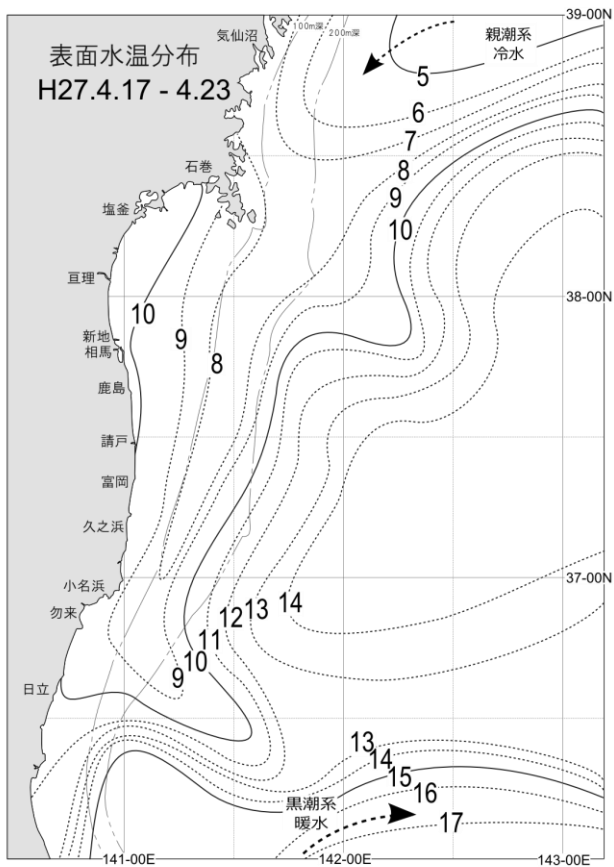 気仙沼
100m深
200m深
39-00N
表面水温分布
H27.4.17 - 4.23
親潮系
冷水
5
6
7
8
9
10
石巻
塩釜
亘理
38-00N
10
9
8
新地
相馬
鹿島
請戸
富岡
久之浜
37-00N
小名浜
勿来
14
13
12
11
10
9
日立
13
14
15
16
17
黒潮系
暖水
141-00E
142-00E
143-00E